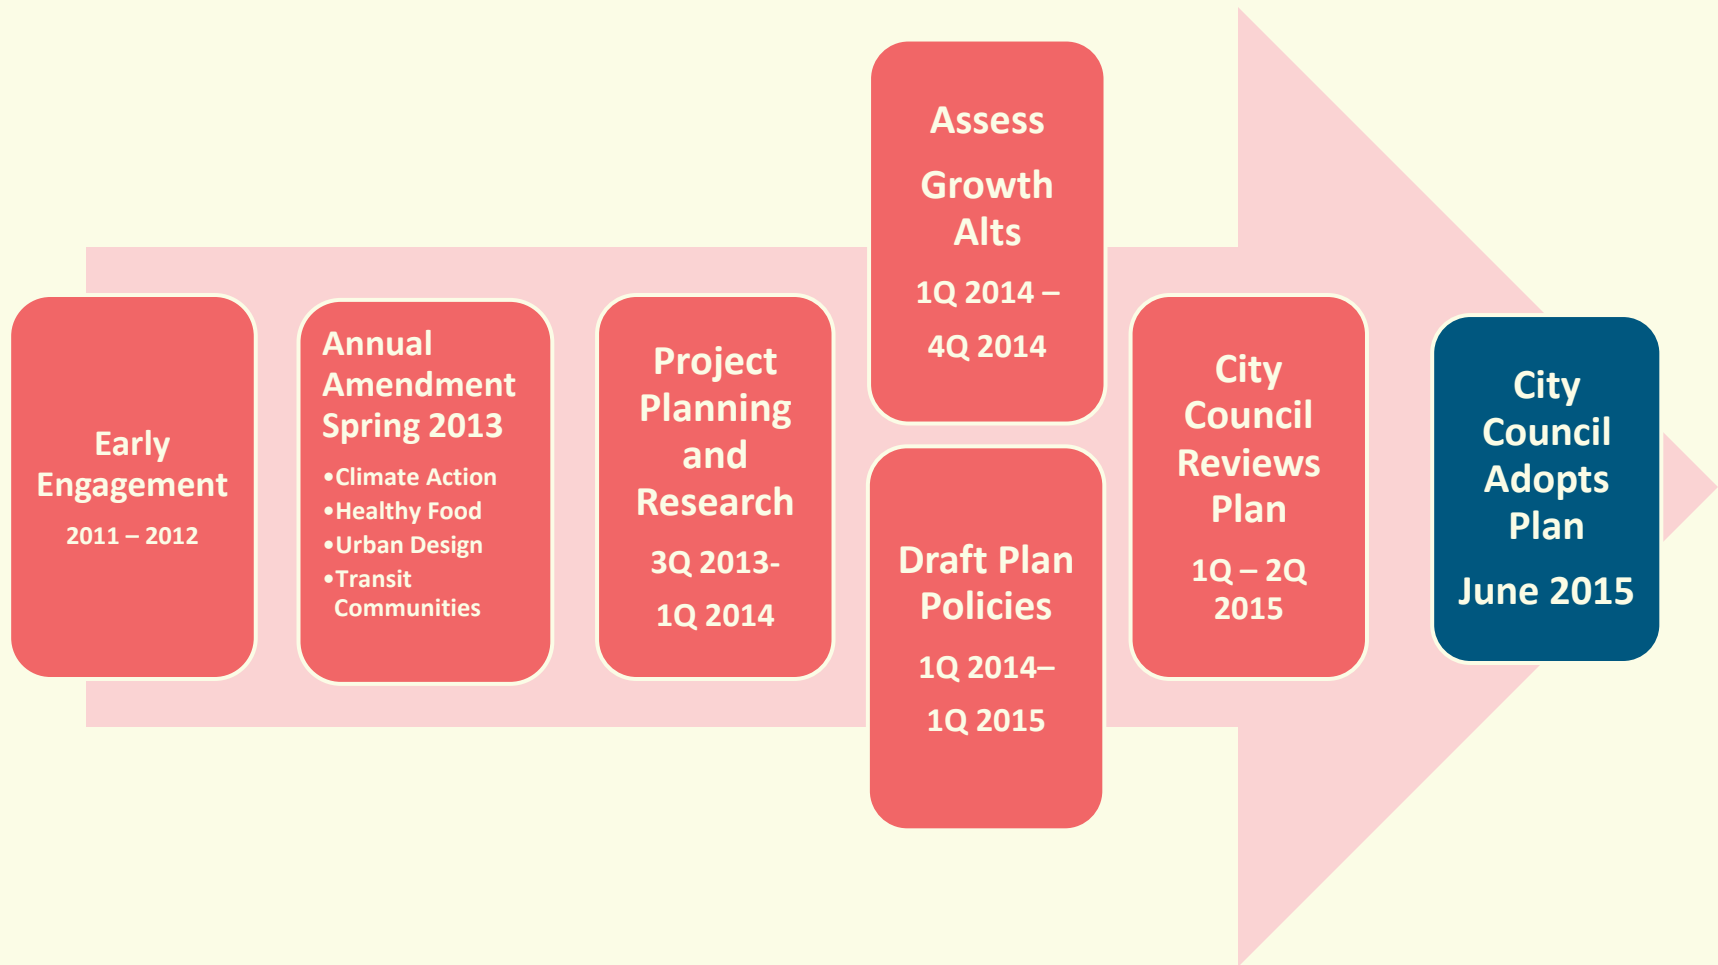 Early
Engagement
2011 – 2012
Annual
Amendment
Spring 2013
•Climate Action
•Healthy Food
•Urban Design
•Transit
Communities
Project
Planning
and
Research
3Q 2013-
1Q 2014
Assess
Growth
Alts
1Q 2014 –
4Q 2014
Draft Plan
Policies
1Q 2014–
1Q 2015
City
Council
Reviews
Plan
1Q – 2Q
2015
City
Council
Adopts
Plan
June 2015